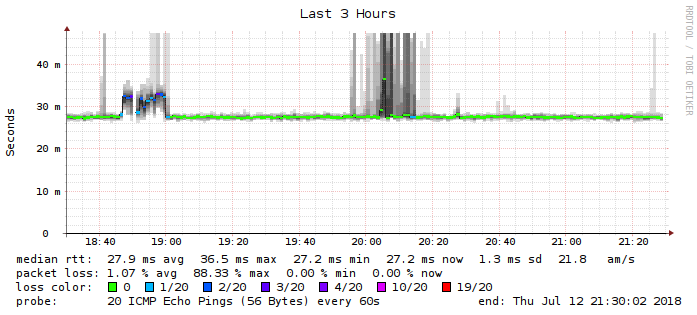 Last 3 Hours
RRDTOOL / TOBI OETIKER
Seconds
40 m
30 m
20 m
10 m
0
18:40 19:00 19:20 19:40 20:00 20:20 20:40 21:00 21:20
median rtt: 27.9 ms avg 36.5 ms max 27.2 ms min 27.2 ms now 1.3 ms sd 21.8 am/s
packet loss: 1.07 % avg 88.33 % max 0.00 % min 0.00 % now
loss color: 0 1/20 2/20 3/20 4/20 10/20 19/20
probe: 20 ICMP Echo Pings (56 Bytes) every 60s end: Thu Jul 12 21:30:02 2018